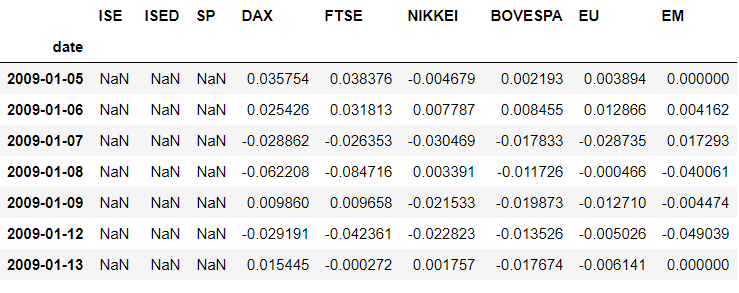 ISE ISED SP DAX FTSE NIKKEI BOVESPA EU EM
date
2009-01-05 NaN NaN NaN 0.035754 0.038376 -0.004679 0.002193 0.003894 0.000000
2009-01-06 NaN NaN NaN 0.025426 0.031813 0.007787 0.008455 0.012866 0.004162
2009-01-07 NaN NaN NaN -0.028862 -0.026353 -0.030469 -0.017833 -0.028735 0.017293
2009-01-08 NaN NaN NaN -0.062208 -0.084716 0.003391 -0.011726 -0.000466 -0.040061
2009-01-09 NaN NaN NaN 0.009860 0.009658 -0.021533 -0.019873 -0.012710 -0.004474
2009-01-12 NaN NaN NaN -0.029191 -0.042361 -0.022823 -0.013526 -0.005026 -0.049039
2009-01-13 NaN NaN NaN 0.015445 -0.000272 0.001757 -0.017674 -0.006141 0.000000